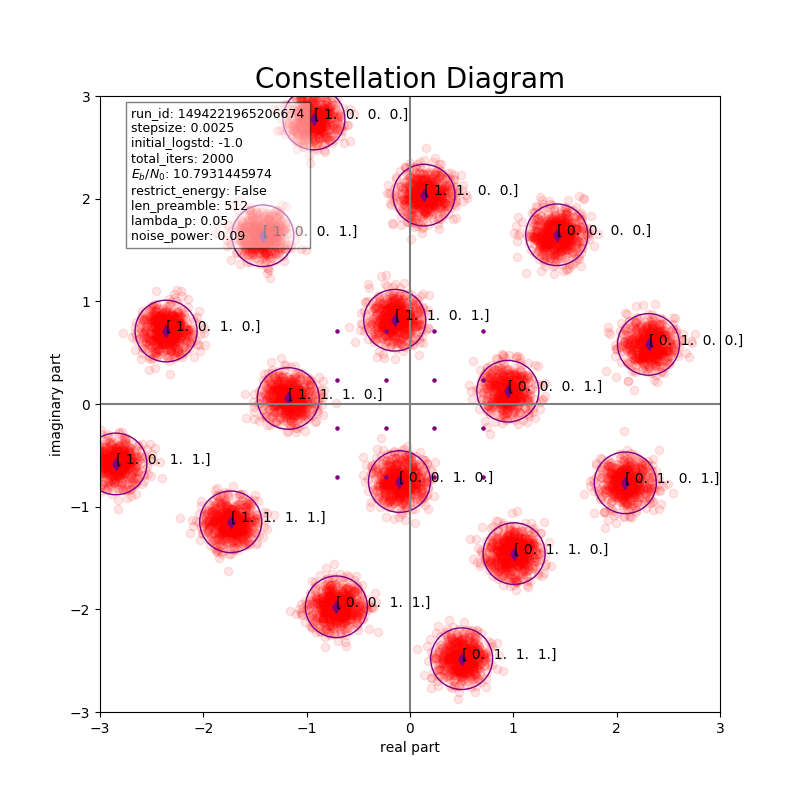 Constellation Diagram
run_id: 1494221965206674
stepsize: 0.0025
initial_logstd: -1.0
total_iters: 2000
E_b/N_0: 10.7931445974
restrict_energy: False
len_preamble: 512
lambda_p: 0.05
noise_power: 0.09
[ 1. 0. 0. 0.]
[ 1. 1. 0. 0.]
[ 0. 0. 0. 0.]
[ 1. 0. 0. 1.]
[ 1. 1. 0. 1.]
[ 1. 0. 1. 0.]
[ 0. 1. 0. 0.]
[ 1. 1. 1. 0.]
[ 0. 0. 0. 1.]
[ 1. 0. 1. 1.]
[ 0. 0. 1. 0.]
[ 0. 1. 0. 1.]
[ 1. 1. 1. 1.]
[ 0. 1. 1. 0.]
[ 0. 0. 1. 1.]
[ 0. 1. 1. 1.]
3
2
1
0
−1
−2
−3
imaginary part
−3 −2 −1 0 1 2 3
real part